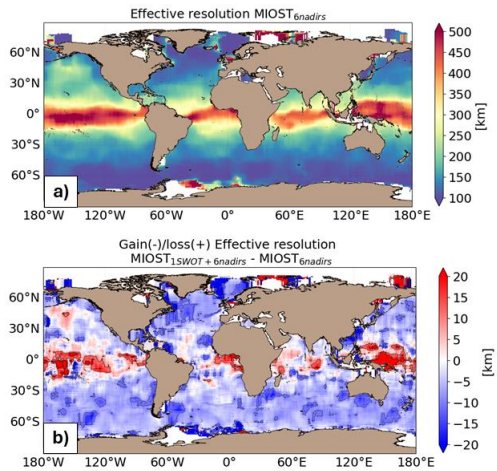 Effective resolution MIOST6nadirs
60°N
30°N
0°
30°S
60°S
a)
180°W 120°W 60°W 0° 60°E 120°E 180°E
500
450
400
350
300
250
200
150
100
[km]
Gain(-)/loss(+) Effective resolution
MIOST1SWOT+6nadirs - MIOST6nadirs
60°N
30°N
0°
30°S
60°S
b)
180°W 120°W 60°W 0° 60°E 120°E 180°E
20
15
10
5
0
−5
−10
−15
−20
[km]